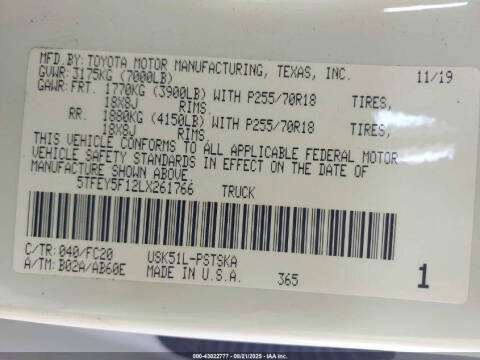 MFD.BY: TOYOTA MOTOR MANUFACTURING, TEXAS, INC. 11/19
GVWR: 3175KG (7000LB)
GAWR: FRT. 1770KG (3900LB) WITH P255/70R18 TIRES,
18X8J RIMS
RR. 1880KG (4150LB) WITH P255/70R18 TIRES,
18X8J RIMS
THIS VEHICLE CONFORMS TO ALL APPLICABLE FEDERAL MOTOR
VEHICLE SAFETY STANDARDS IN EFFECT ON THE DATE OF
MANUFACTURE SHOWN ABOVE.
5TFEY5F12LX261766 TRUCK
C/TR: 040/FC20 USK51L-PSTSKA
A/TM: B02A/AB60E MADE IN U.S.A. 365 1
000-43022777 - 08/21/2025 - IAA